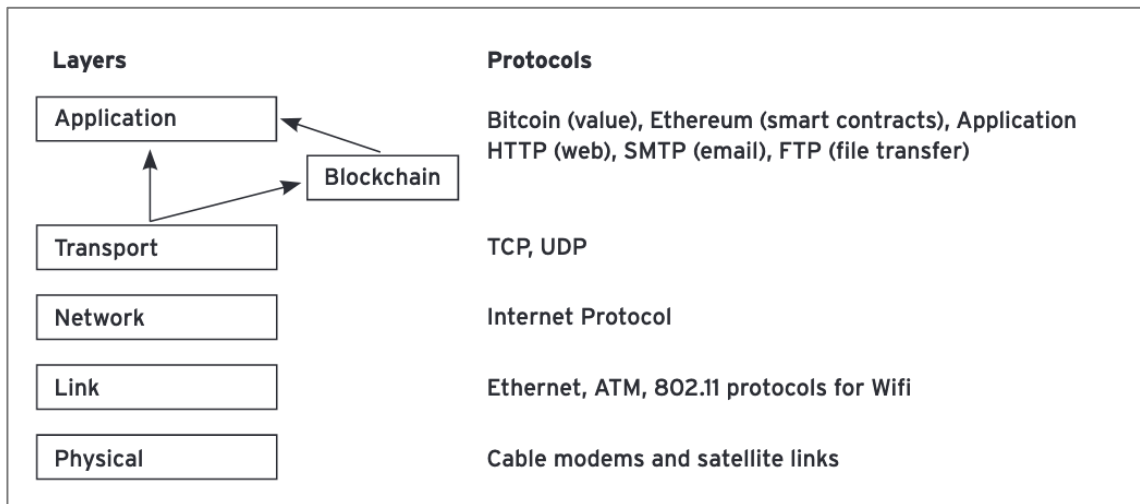 Layers Protocols
Application
Bitcoin (value), Ethereum (smart contracts), Application
HTTP (web), SMTP (email), FTP (file transfer)
Blockchain
Transport TCP, UDP
Network Internet Protocol
Link Ethernet, ATM, 802.11 protocols for Wifi
Physical Cable modems and satellite links